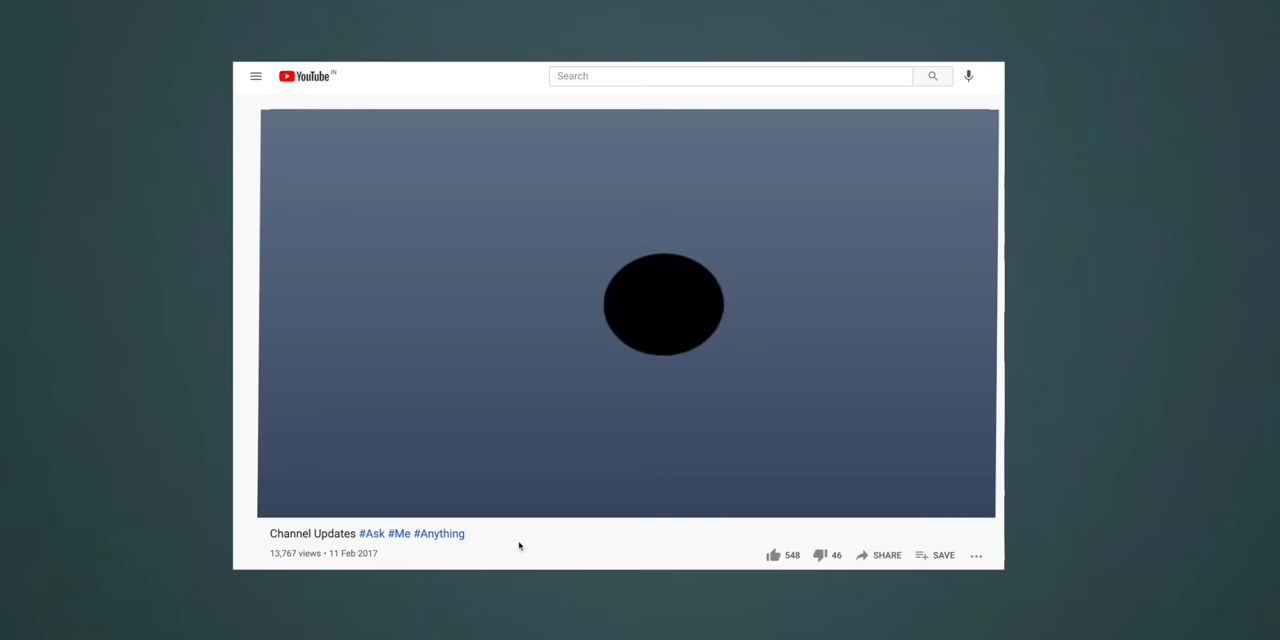 YouTube IN
Search
Channel Updates #Ask #Me #Anything
13,767 views • 11 Feb 2017
548 46 SHARE SAVE